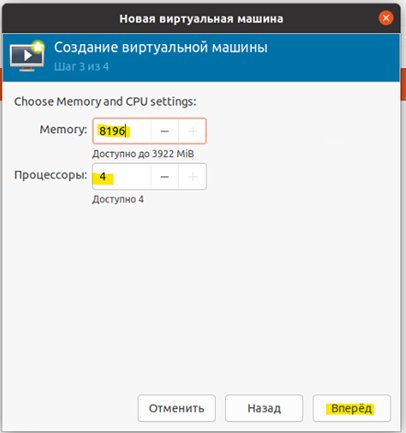 Новая виртуальная машина
Создание виртуальной машины
Шаг 3 из 4
Choose Memory and CPU settings:
Memory: 8196
Доступно до 3922 MiB
Процессоры: 4
Доступно 4
Отменить Назад Вперёд